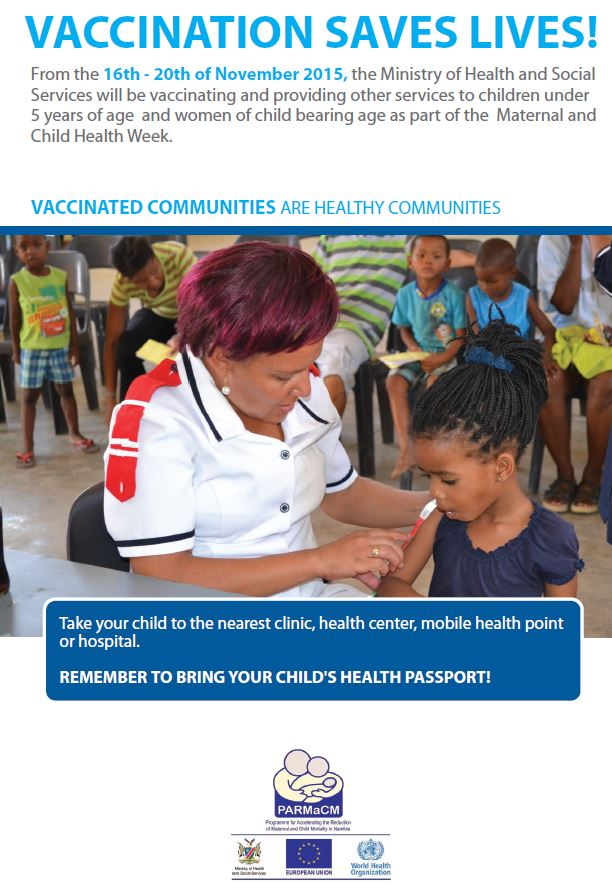 VACCINATION SAVES LIVES!
From the 16th - 20th of November 2015, the Ministry of Health and Social
Services will be vaccinating and providing other services to children under
5 years of age and women of child bearing age as part of the Maternal and
Child Health Week.
VACCINATED COMMUNITIES ARE HEALTHY COMMUNITIES
Take your child to the nearest clinic, health center, mobile health point
or hospital.
REMEMBER TO BRING YOUR CHILD'S HEALTH PASSPORT!
PARMaCM
Programme for Accelerating the Reduction
of Maternal and Child Mortality in Namibia
Ministry of Health
and Social Services
EUROPEAN UNION
World Health
Organization